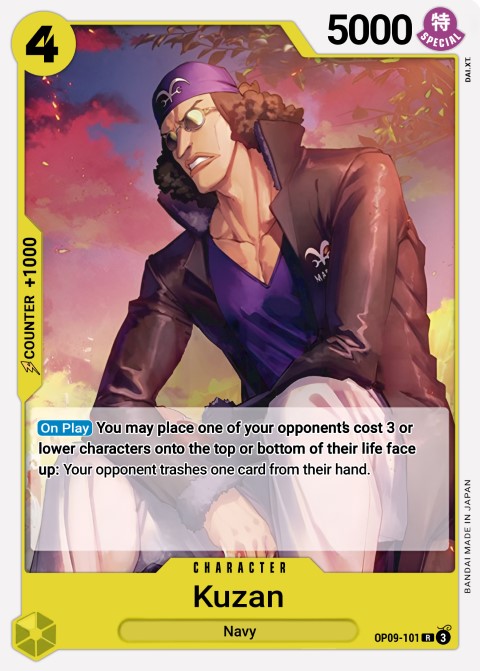 4
5000
特
SPECIAL
DAI.XT.
COUNTER +1000
On Play You may place one of your opponent's cost 3 or
lower characters onto the top or bottom of their life face
up: Your opponent trashes one card from their hand.
CHARACTER
Kuzan
Navy
OP09-101 R 3
BANDAI MADE IN JAPAN